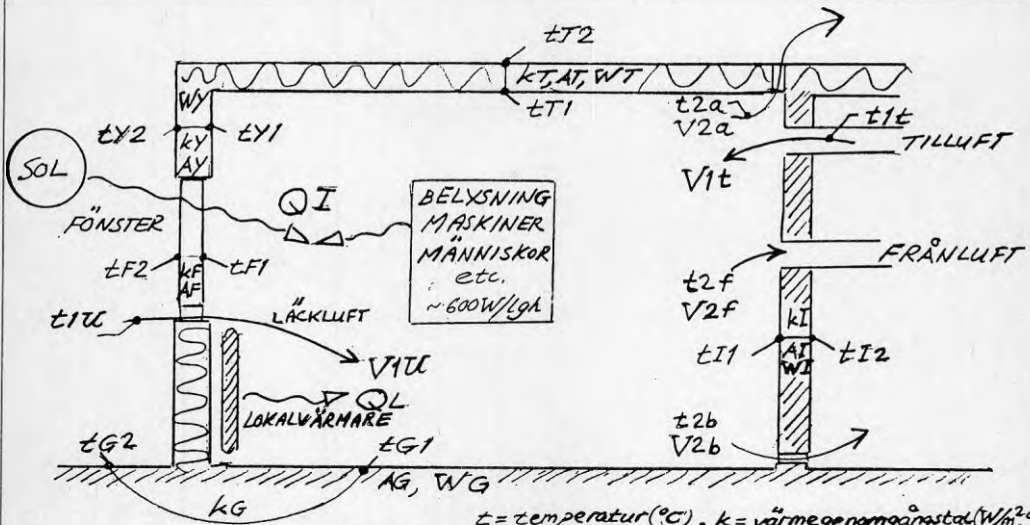 tT2
kT, AT, WT
tT1
WY
tY2
tY1
kY
AY
t2a
V2a
t1t
TILLUFT
V1t
SOL
QI
FÖNSTER
BELYSNING
MASKINER
MÄNNISKOR
etc.
~600W/lgh
tF2
tF1
kF
AF
t2f
V2f
FRÅNLUFT
t1U
LÄCKLUFT
V1U
kI
tI1
AI
WI
tI2
QL
LOKALVÄRMARE
t2b
V2b
tG2
tG1
AG, WG
kG
t=temperatur(°C), k=värmegenomgångstal(W/m²°